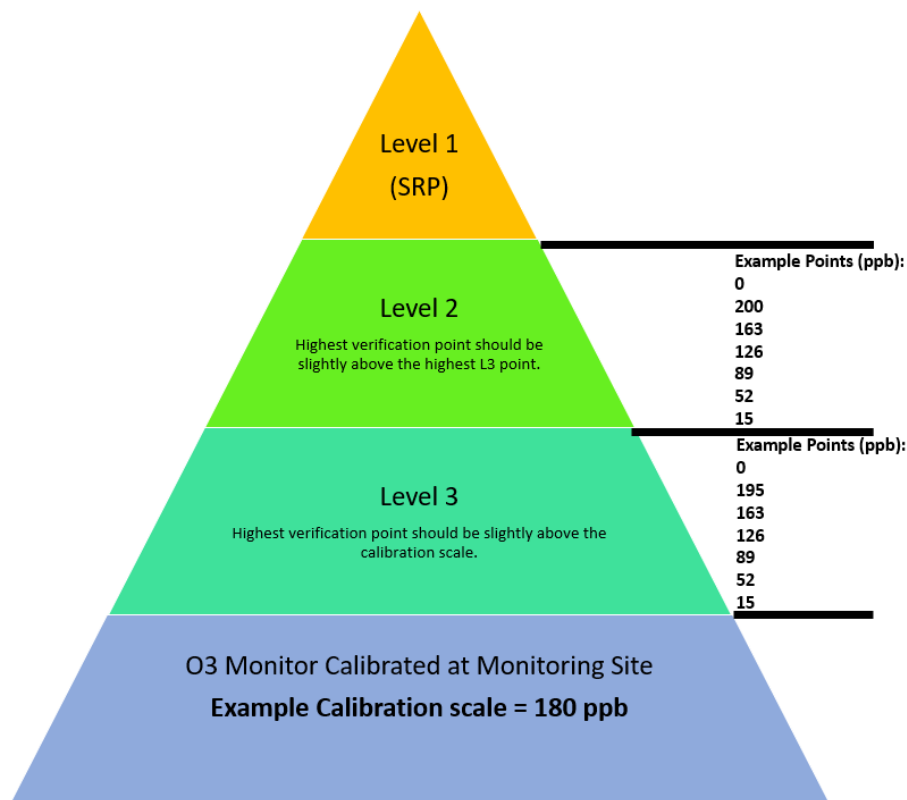 Level 1
(SRP)
Level 2
Highest verification point should be
slightly above the highest L3 point.
Example Points (ppb):
0
200
163
126
89
52
15
Level 3
Highest verification point should be slightly above the
calibration scale.
Example Points (ppb):
0
195
163
126
89
52
15
O3 Monitor Calibrated at Monitoring Site
Example Calibration scale = 180 ppb